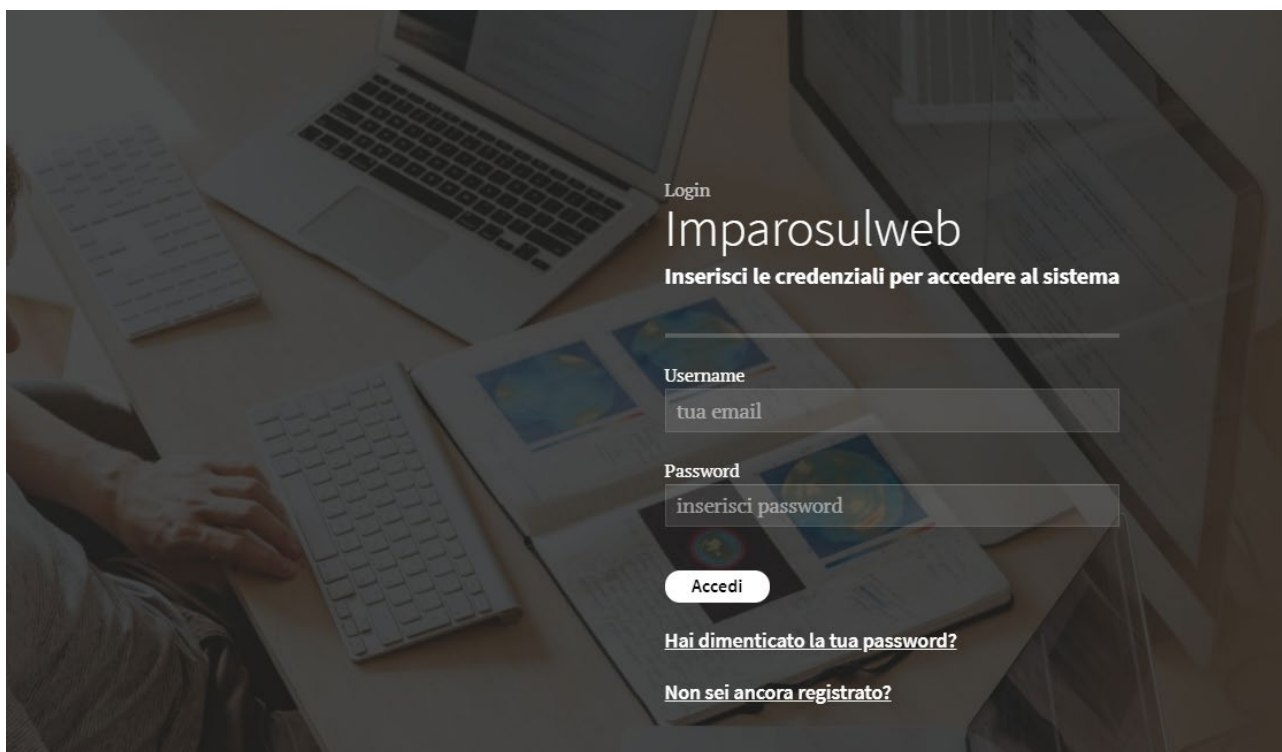 Login
Imparosulweb
Inserisci le credenziali per accedere al sistema
Username
tua email
Password
inserisci password
Accedi
Hai dimenticato la tua password?
Non sei ancora registrato?